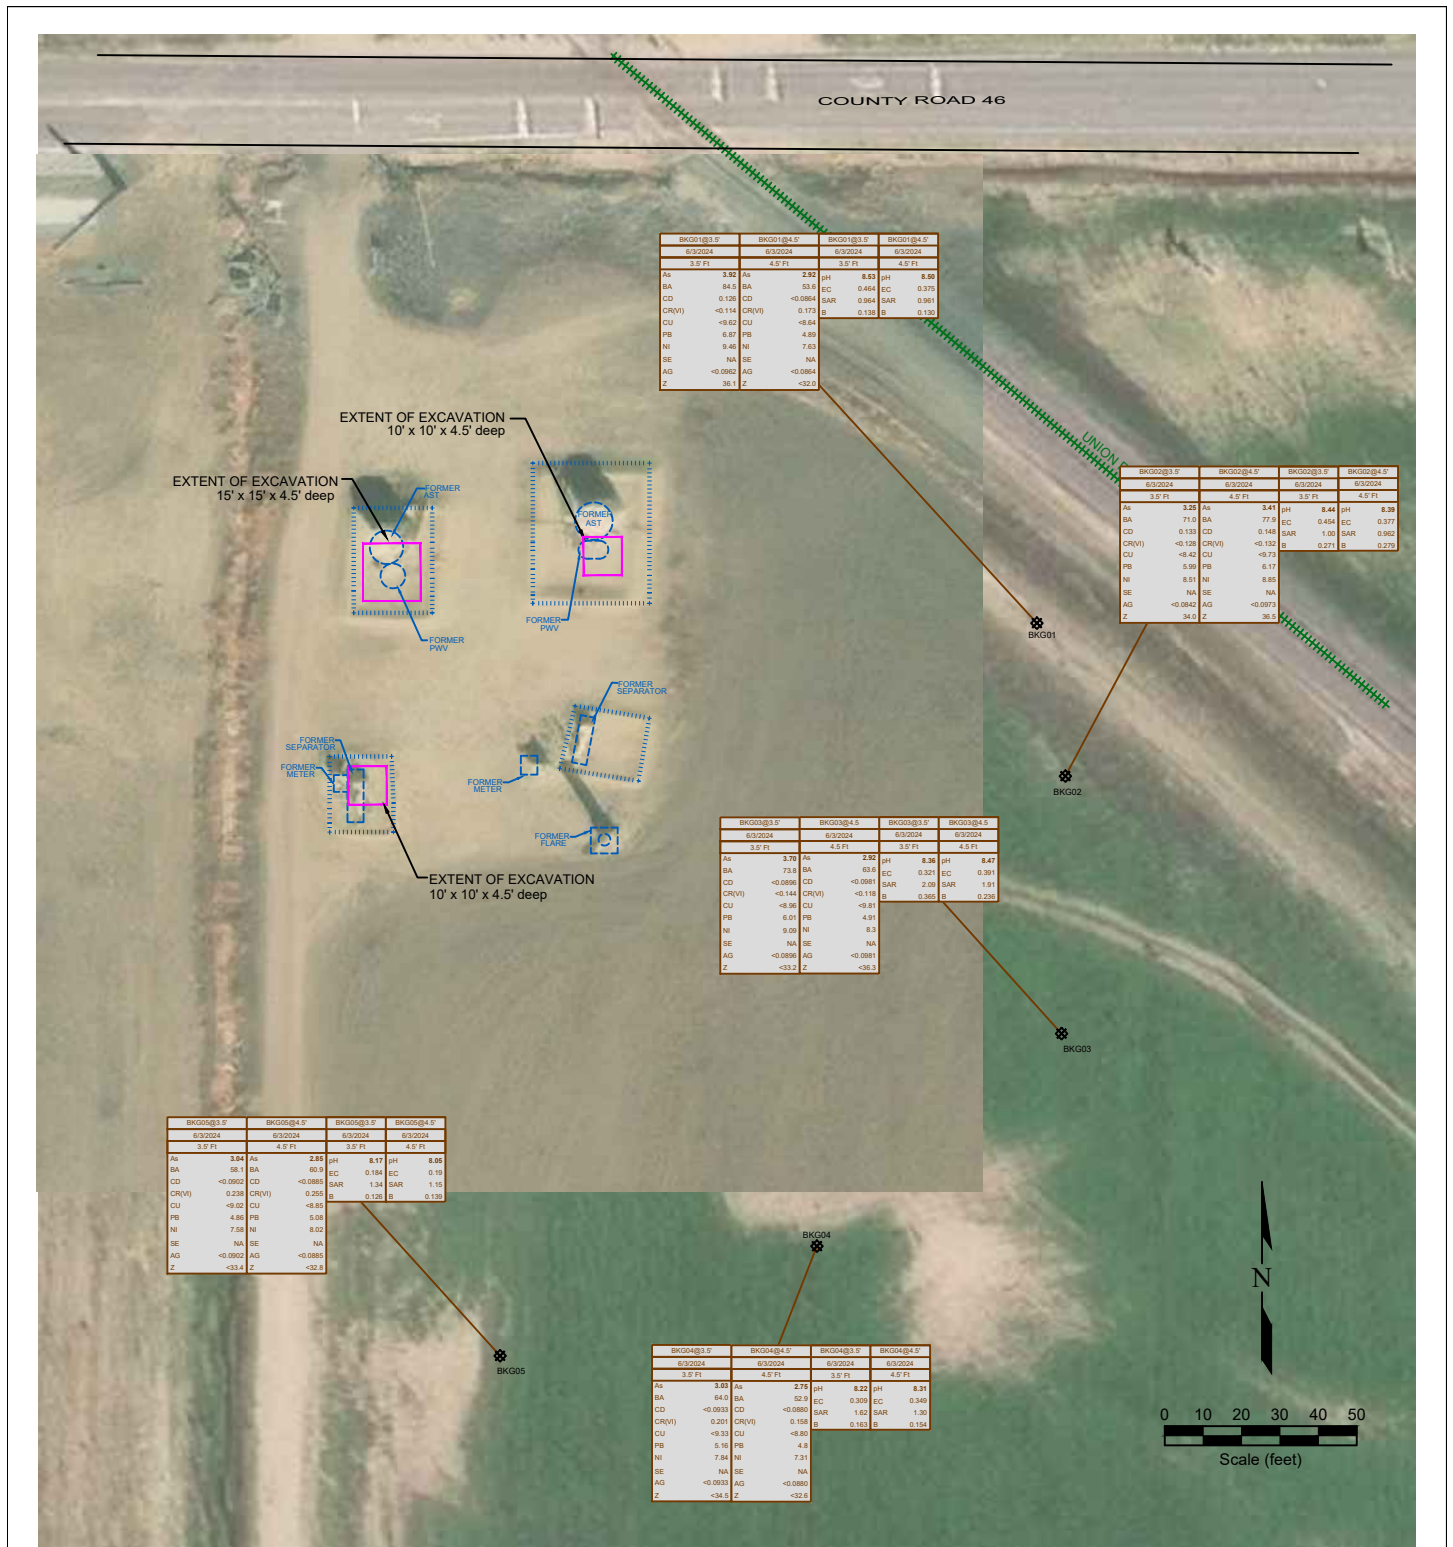 COUNTY ROAD 46
BKG01@3.5' BKG01@4.5' BKG01@3.5' BKG01@4.5'
6/3/2024 6/3/2024 6/3/2024 6/3/2024
3.5' Ft 4.5' Ft 3.5' Ft 4.5' Ft
As 3.92 As 2.92 pH 8.53 pH 8.50
BA 84.5 BA 53.6 EC 0.464 EC 0.375
CD 0.126 CD <0.0864 SAR 0.964 SAR 0.961
CR(VI) <0.114 CR(VI) 0.173 B 0.138 B 0.130
CU <9.62 CU <8.64
PB 6.87 PB 4.89
NI 9.46 NI 7.63
SE NA SE NA
AG <0.0962 AG <0.0864
Z 36.1 Z <32.0
EXTENT OF EXCAVATION
10' x 10' x 4.5' deep
EXTENT OF EXCAVATION
15' x 15' x 4.5' deep
FORMER
AST
FORMER
AST
FORMER
PWV
FORMER
PWV
UNION
BKG02@3.5' BKG02@4.5' BKG02@3.5' BKG02@4.5'
6/3/2024 6/3/2024 6/3/2024 6/3/2024
3.5' Ft 4.5' Ft 3.5' Ft 4.5' Ft
As 3.25 As 3.41 pH 8.44 pH 8.39
BA 71.0 BA 77.9 EC 0.454 EC 0.377
CD 0.133 CD 0.148 SAR 1.00 SAR 0.962
CR(VI) <0.128 CR(VI) <0.132 B 0.271 B 0.279
CU <8.42 CU <9.73
PB 5.99 PB 6.17
NI 8.51 NI 8.85
SE NA SE NA
AG <0.0842 AG <0.0973
Z 34.0 Z 36.5
BKG01
BKG02
FORMER
SEPARATOR
FORMER
SEPARATOR
FORMER
METER
FORMER
METER
FORMER
FLARE
EXTENT OF EXCAVATION
10' x 10' x 4.5' deep
BKG03@3.5' BKG03@4.5 BKG03@3.5' BKG03@4.5
6/3/2024 6/3/2024 6/3/2024 6/3/2024
3.5' Ft 4.5 Ft 3.5' Ft 4.5 Ft
As 3.70 As 2.92 pH 8.36 pH 8.47
BA 73.8 BA 63.6 EC 0.321 EC 0.391
CD <0.0896 CD <0.0981 SAR 2.09 SAR 1.91
CR(VI) <0.144 CR(VI) <0.118 B 0.365 B 0.236
CU <8.96 CU <9.81
PB 6.01 PB 4.91
NI 9.09 NI 8.3
SE NA SE NA
AG <0.0896 AG <0.0981
Z <33.2 Z <36.3
BKG03
BKG05@3.5' BKG05@4.5' BKG05@3.5' BKG05@4.5'
6/3/2024 6/3/2024 6/3/2024 6/3/2024
3.5' Ft 4.5' Ft 3.5' Ft 4.5' Ft
As 3.04 As 2.85 pH 8.17 pH 8.05
BA 58.1 BA 60.9 EC 0.184 EC 0.19
CD <0.0902 CD <0.0885 SAR 1.34 SAR 1.15
CR(VI) 0.238 CR(VI) 0.255 B 0.126 B 0.139
CU <9.02 CU <8.85
PB 4.86 PB 5.08
NI 7.58 NI 8.02
SE NA SE NA
AG <0.0902 AG <0.0885
Z <33.4 Z <32.8
BKG05
BKG04
BKG04@3.5' BKG04@4.5' BKG04@3.5' BKG04@4.5'
6/3/2024 6/3/2024 6/3/2024 6/3/2024
3.5' Ft 4.5' Ft 3.5' Ft 4.5' Ft
As 3.03 As 2.75 pH 8.22 pH 8.31
BA 64.0 BA 52.9 EC 0.309 EC 0.349
CD <0.0933 CD <0.0880 SAR 1.62 SAR 1.30
CR(VI) 0.201 CR(VI) 0.158 B 0.163 B 0.154
CU <9.33 CU <8.80
PB 5.16 PB 4.8
NI 7.84 NI 7.31
SE NA SE NA
AG <0.0933 AG <0.0880
Z <34.5 Z <32.6
N
0 10 20 30 40 50
Scale (feet)